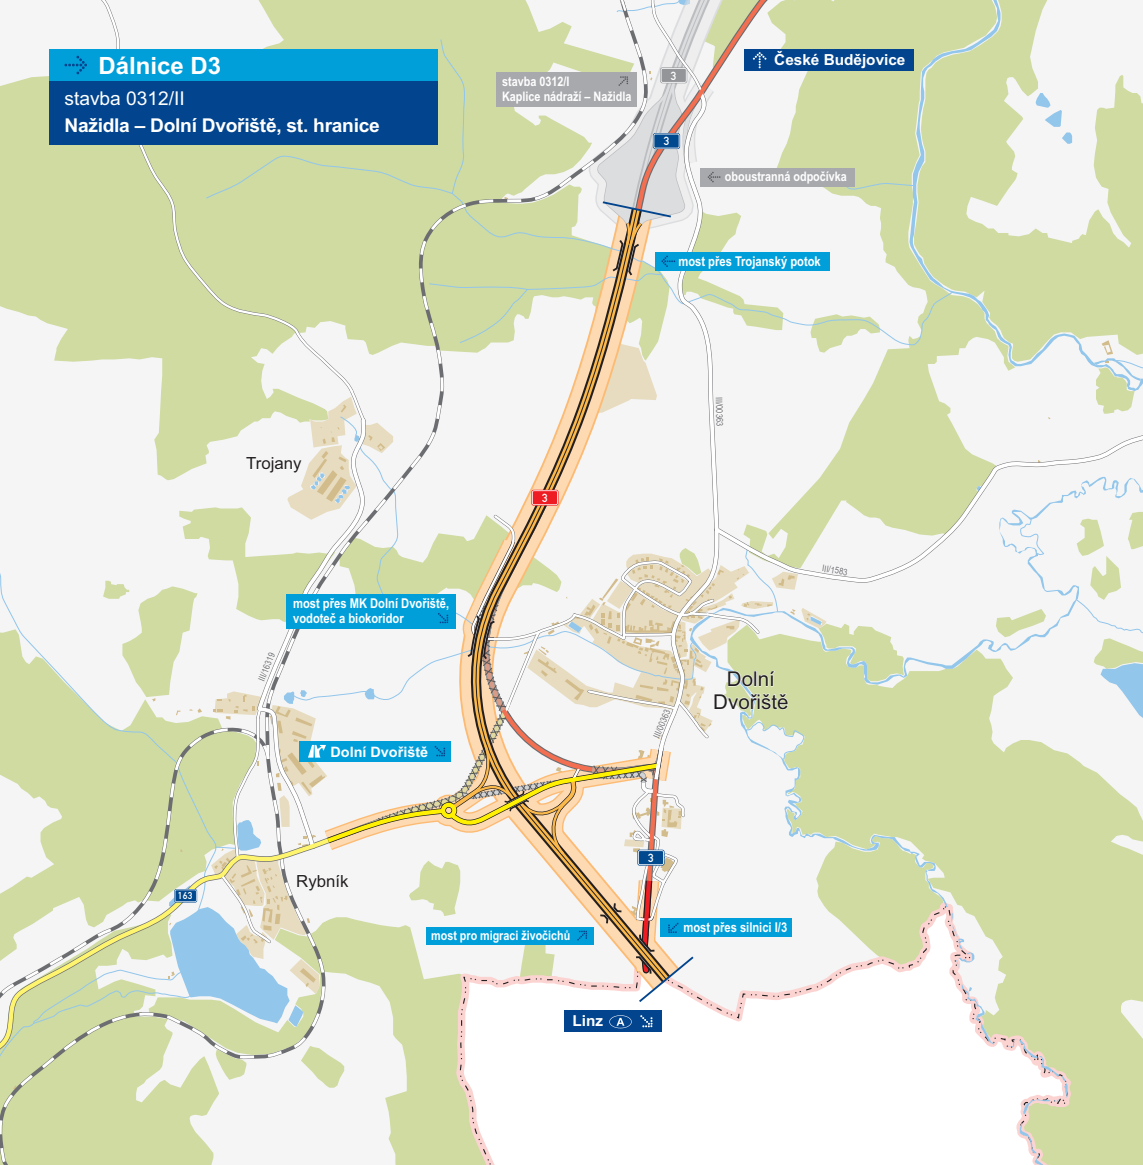 Dálnice D3
stavba 0312/II
Nažidla – Dolní Dvořiště, st. hranice
České Budějovice
stavba 0312/I
Kaplice nádraží – Nažidla
3
3
oboustranná odpočívka
most přes Trojanský potok
III/00363
Trojany
3
III/1583
most přes MK Dolní Dvořiště,
vodoteč a biokoridor
III/16319
Dolní
Dvořiště
III/00363
Dolní Dvořiště
3
Rybník
163
most přes silnici I/3
most pro migraci živočichů
Linz A